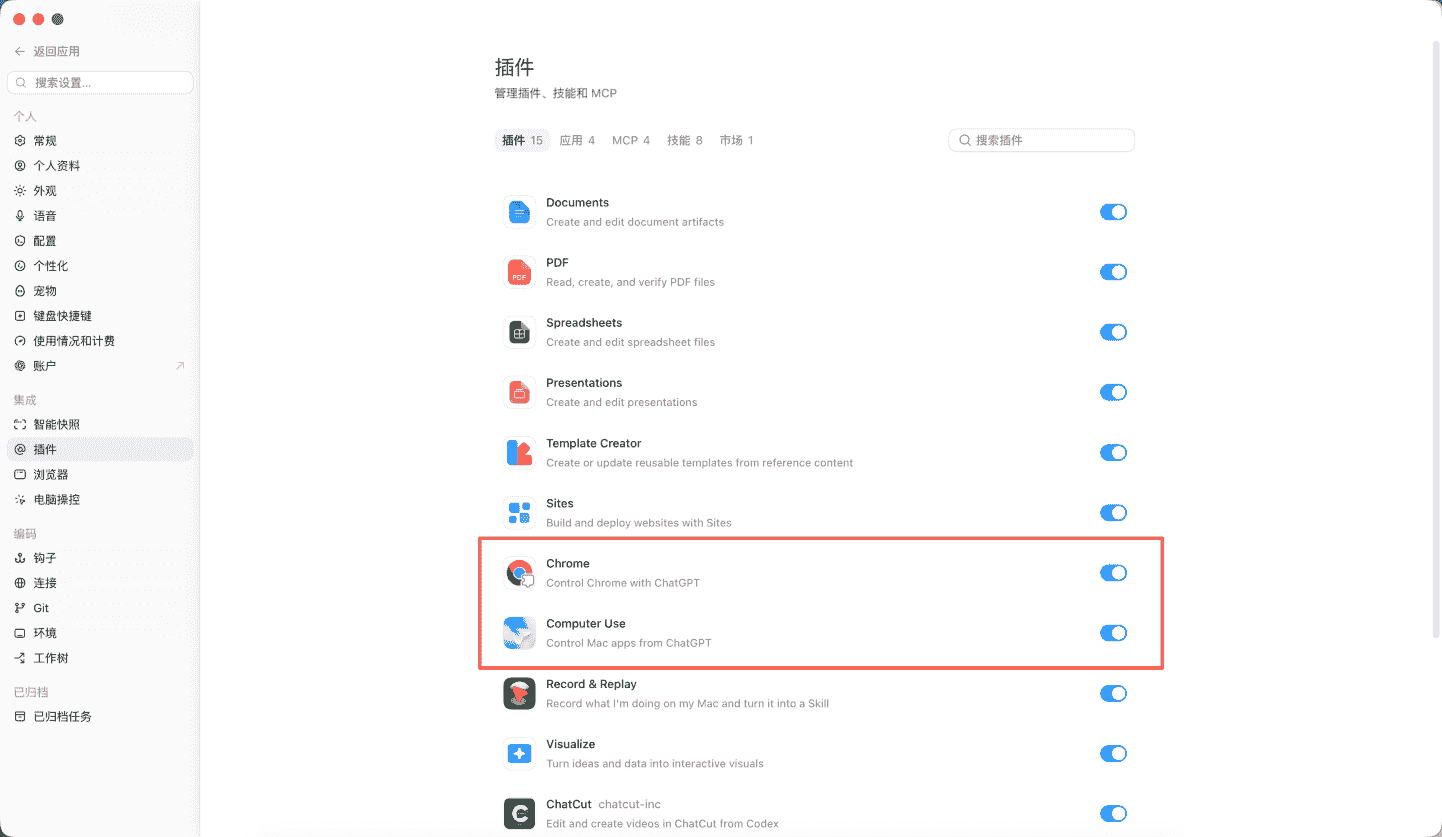 返回应用
搜索设置...
个人
常规
个人资料
外观
语音
配置
个性化
宠物
键盘快捷键
使用情况和计费
账户
集成
智能快照
插件
浏览器
电脑操控
编码
钩子
连接
Git
环境
工作树
已归档
已归档任务
插件
管理插件、技能和 MCP
插件 15 应用 4 MCP 4 技能 8 市场 1
搜索插件
Documents
Create and edit document artifacts
PDF
PDF
Read, create, and verify PDF files
Spreadsheets
Create and edit spreadsheet files
Presentations
Create and edit presentations
Template Creator
Create or update reusable templates from reference content
Sites
Build and deploy websites with Sites
Chrome
Control Chrome with ChatGPT
Computer Use
Control Mac apps from ChatGPT
Record & Replay
Record what I'm doing on my Mac and turn it into a Skill
Visualize
Turn ideas and data into interactive visuals
ChatCut chatcut-inc
Edit and create videos in ChatCut from Codex